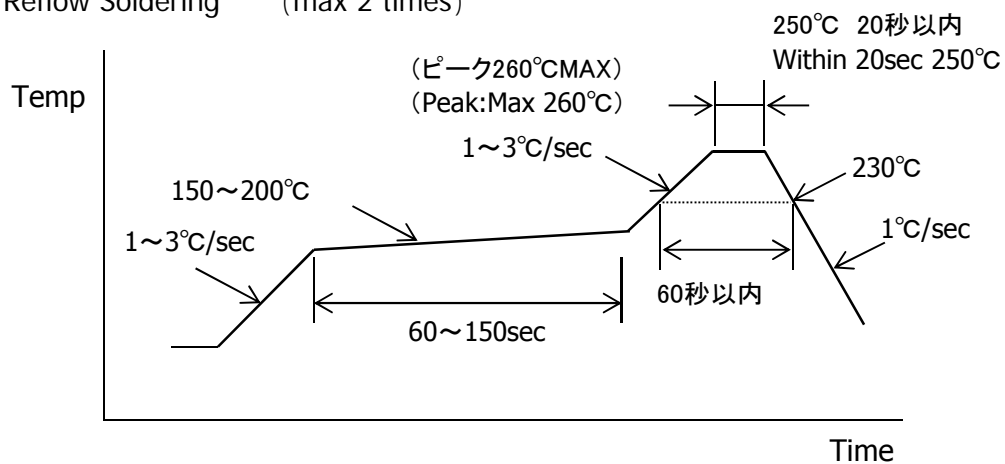 Reflow Soldering (max 2 times)
250℃ 20秒以内
Within 20sec 250℃
(ピーク260℃MAX)
(Peak:Max 260℃)
Temp
1～3℃/sec
230℃
150～200℃
1～3℃/sec
1℃/sec
60秒以内
60～150sec
Time